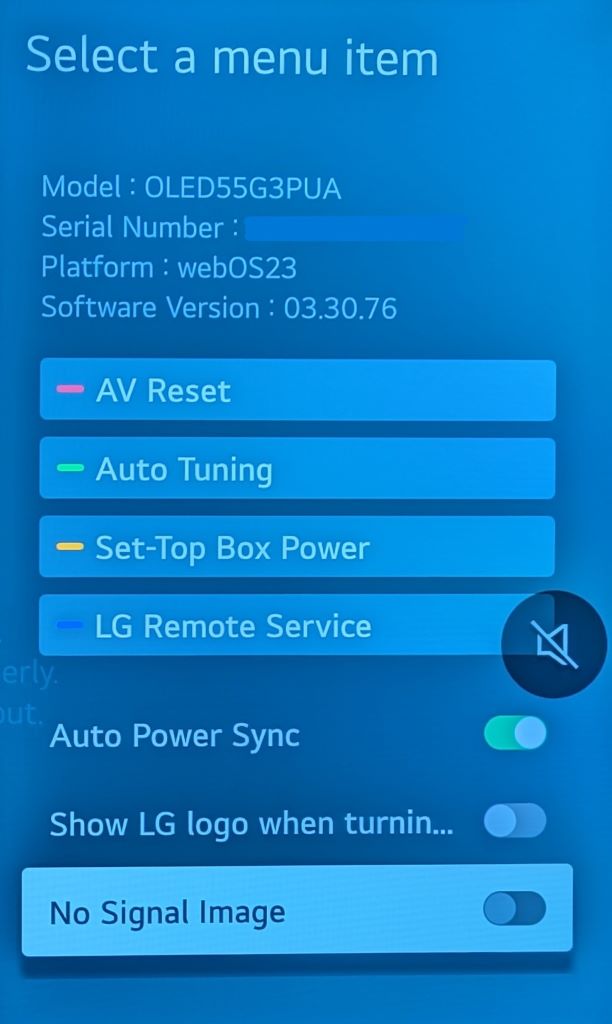 Select a menu item
Model : OLED55G3PUA
Serial Number :
Platform : webOS23
Software Version : 03.30.76
AV Reset
Auto Tuning
Set-Top Box Power
LG Remote Service
erly.
out.
Auto Power Sync
Show LG logo when turnin...
No Signal Image